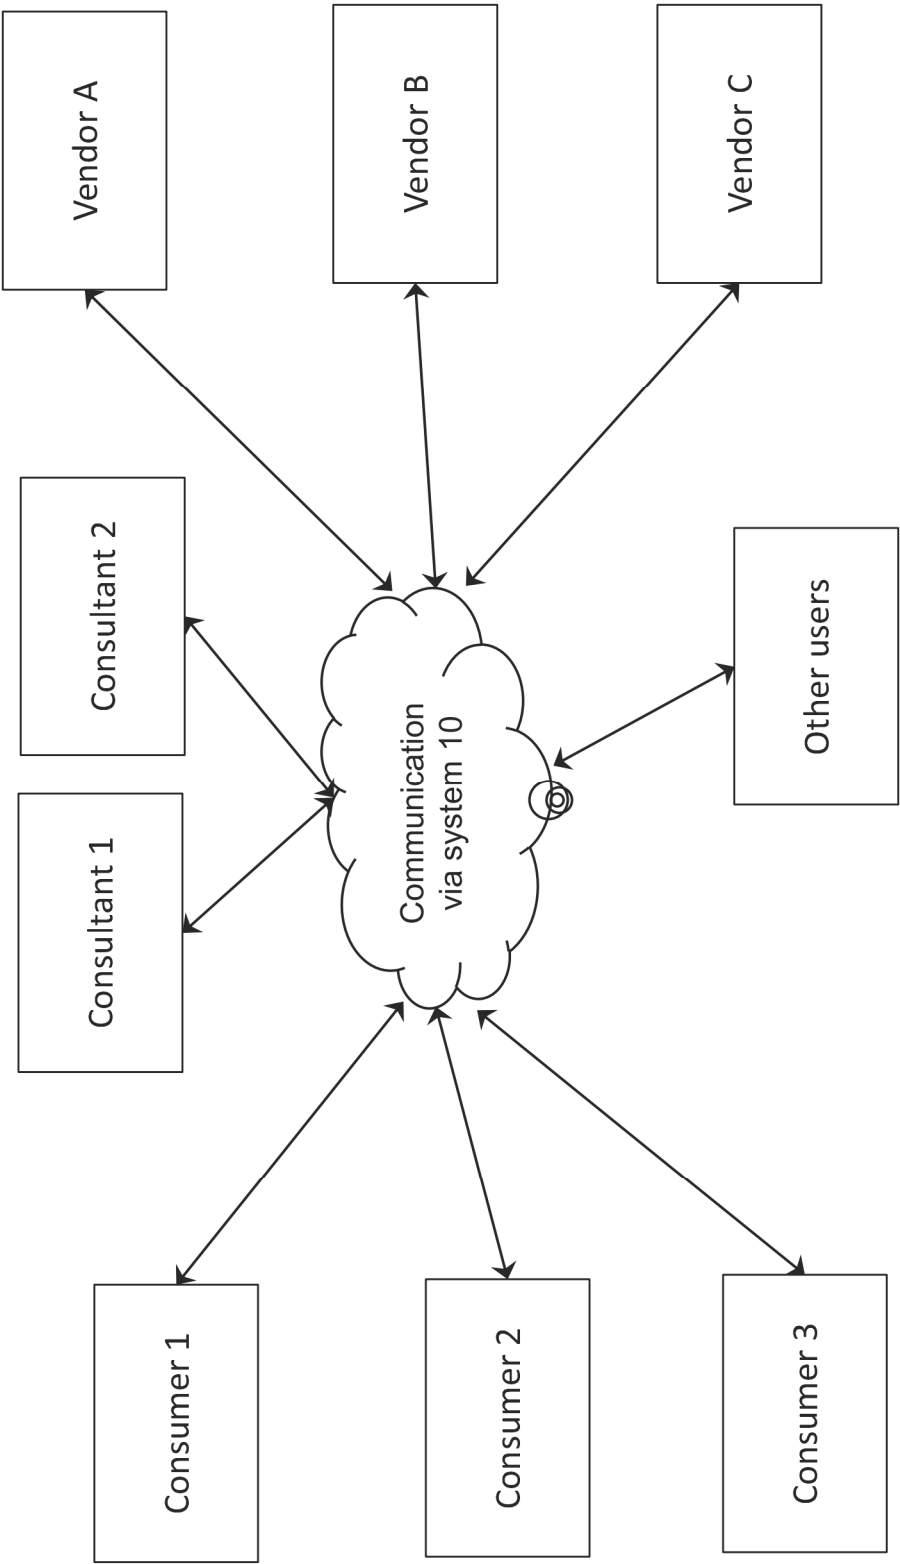 Consumer 1
Consumer 2
Consumer 3
Consultant 1
Consultant 2
Communication
via system 10
Other users
Vendor A
Vendor B
Vendor C